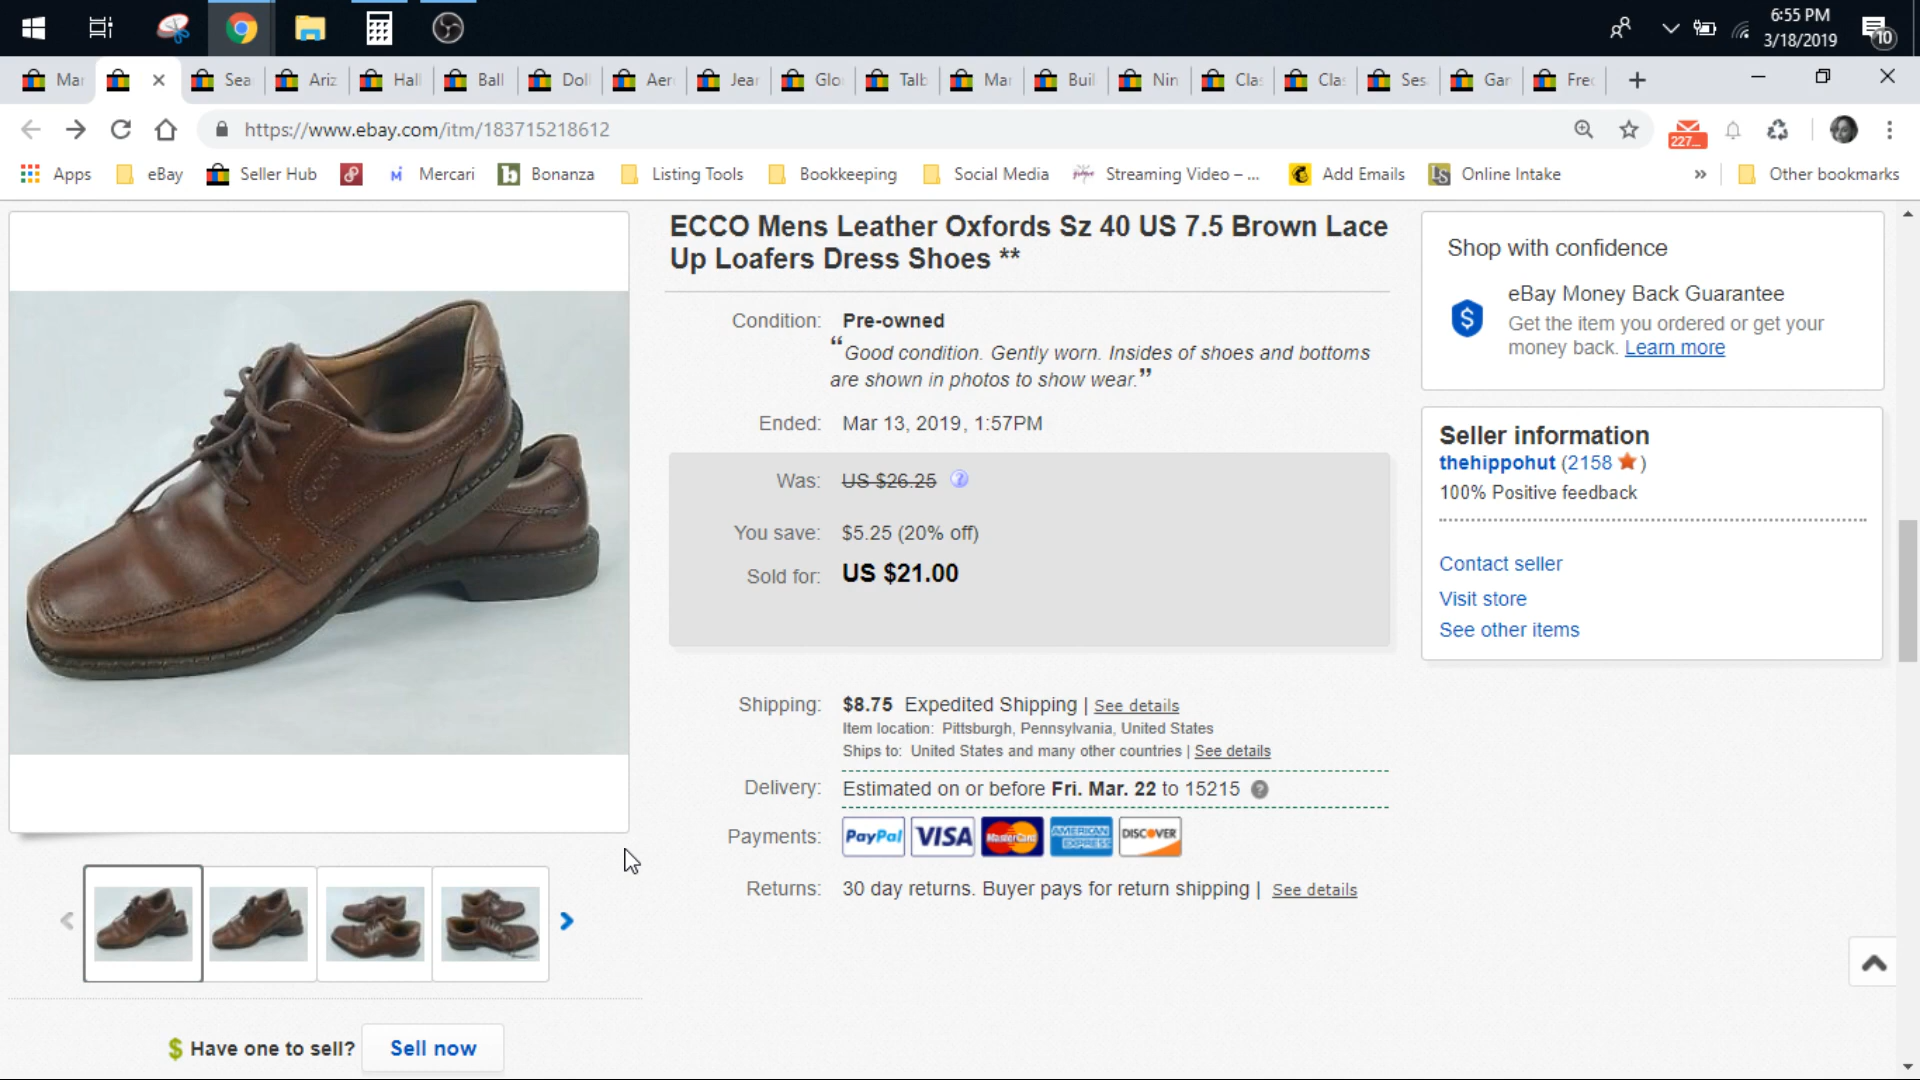 6:55 PM
3/18/2019
10
Mar
Sea
Ariz
Hall
Ball
Doll
Aer
Jear
Glo
Talb
Mar
Buil
Nin
Cla
Cla
Ses
Gar
Fre
https://www.ebay.com/itm/183715218612
227...
Apps
eBay
Seller Hub
Mercari
Bonanza
Listing Tools
Bookkeeping
Social Media
Streaming Video – ...
Add Emails
Online Intake
»
Other bookmarks
ECCO Mens Leather Oxfords Sz 40 US 7.5 Brown Lace
Up Loafers Dress Shoes **
Condition: Pre-owned
“Good condition. Gently worn. Insides of shoes and bottoms
are shown in photos to show wear.”
Ended: Mar 13, 2019, 1:57PM
Was: US $26.25
You save: $5.25 (20% off)
Sold for: US $21.00
Shipping: $8.75 Expedited Shipping | See details
Item location: Pittsburgh, Pennsylvania, United States
Ships to: United States and many other countries | See details
Delivery: Estimated on or before Fri. Mar. 22 to 15215
Payments: PayPal VISA MasterCard AMERICAN EXPRESS DISCOVER
Returns: 30 day returns. Buyer pays for return shipping | See details
Shop with confidence
eBay Money Back Guarantee
Get the item you ordered or get your
money back. Learn more
Seller information
thehippohut (2158 )
100% Positive feedback
Contact seller
Visit store
See other items
$ Have one to sell? Sell now